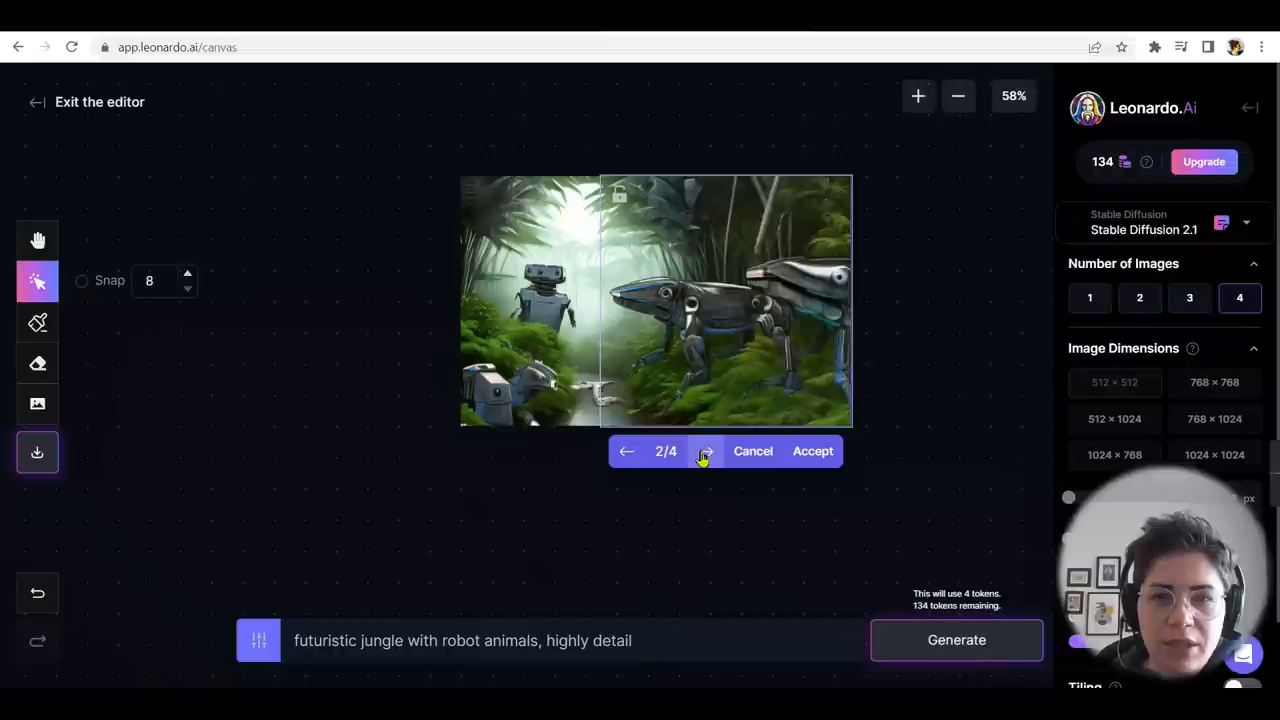 app.leonardo.ai/canvas
Exit the editor
58%
Leonardo.Ai
134
Upgrade
Stable Diffusion
Stable Diffusion 2.1
Snap
8
Number of Images
1
2
3
4
Image Dimensions
512 × 512
768 × 768
512 × 1024
768 × 1024
1024 × 768
1024 × 1024
px
2/4
Cancel
Accept
This will use 4 tokens.
134 tokens remaining.
futuristic jungle with robot animals, highly detail
Generate
Tiling